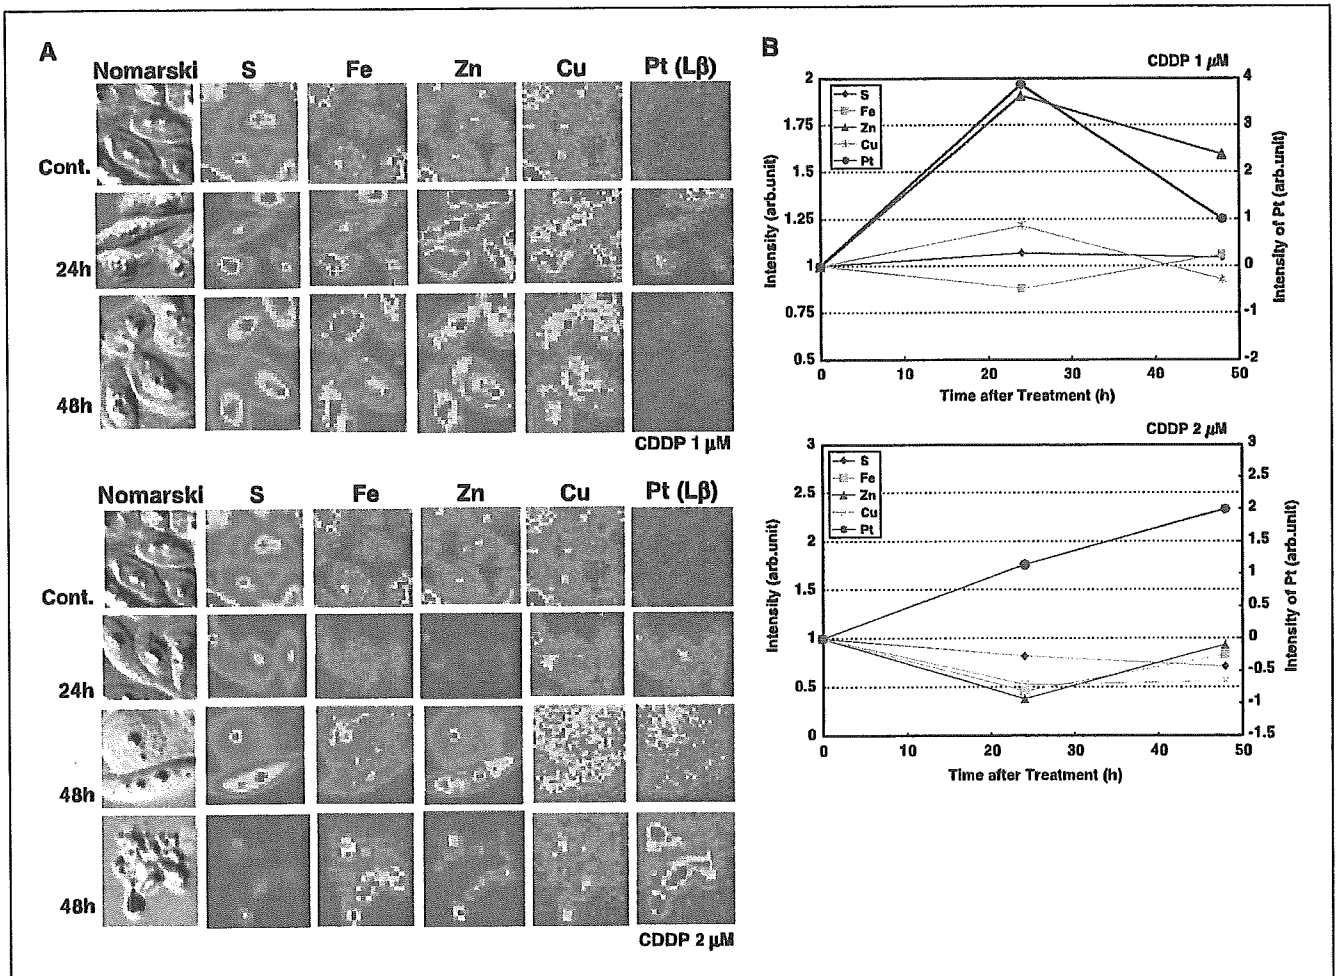 A
Nomarski S Fe Zn Cu Pt (Lβ)
Cont.
24h
48h
CDDP 1 μM
Nomarski S Fe Zn Cu Pt (Lβ)
Cont.
24h
48h
48h
CDDP 2 μM
B
CDDP 1 μM
S
Fe
Zn
Cu
Pt
2
1.75
1.5
1.25
1
0.75
0.5
4
3
2
1
0
-1
-2
0 10 20 30 40 50
Intensity (arb.unit)
Intensity of Pt (arb.unit)
Time after Treatment (h)
CDDP 2 μM
S
Fe
Zn
Cu
Pt
3
2.5
2
1.5
1
0.5
0
3
2.5
2
1.5
1
0.5
0
-0.5
-1
-1.5
0 10 20 30 40 50
Intensity (arb.unit)
Intensity of Pt (arb.unit)
Time after Treatment (h)